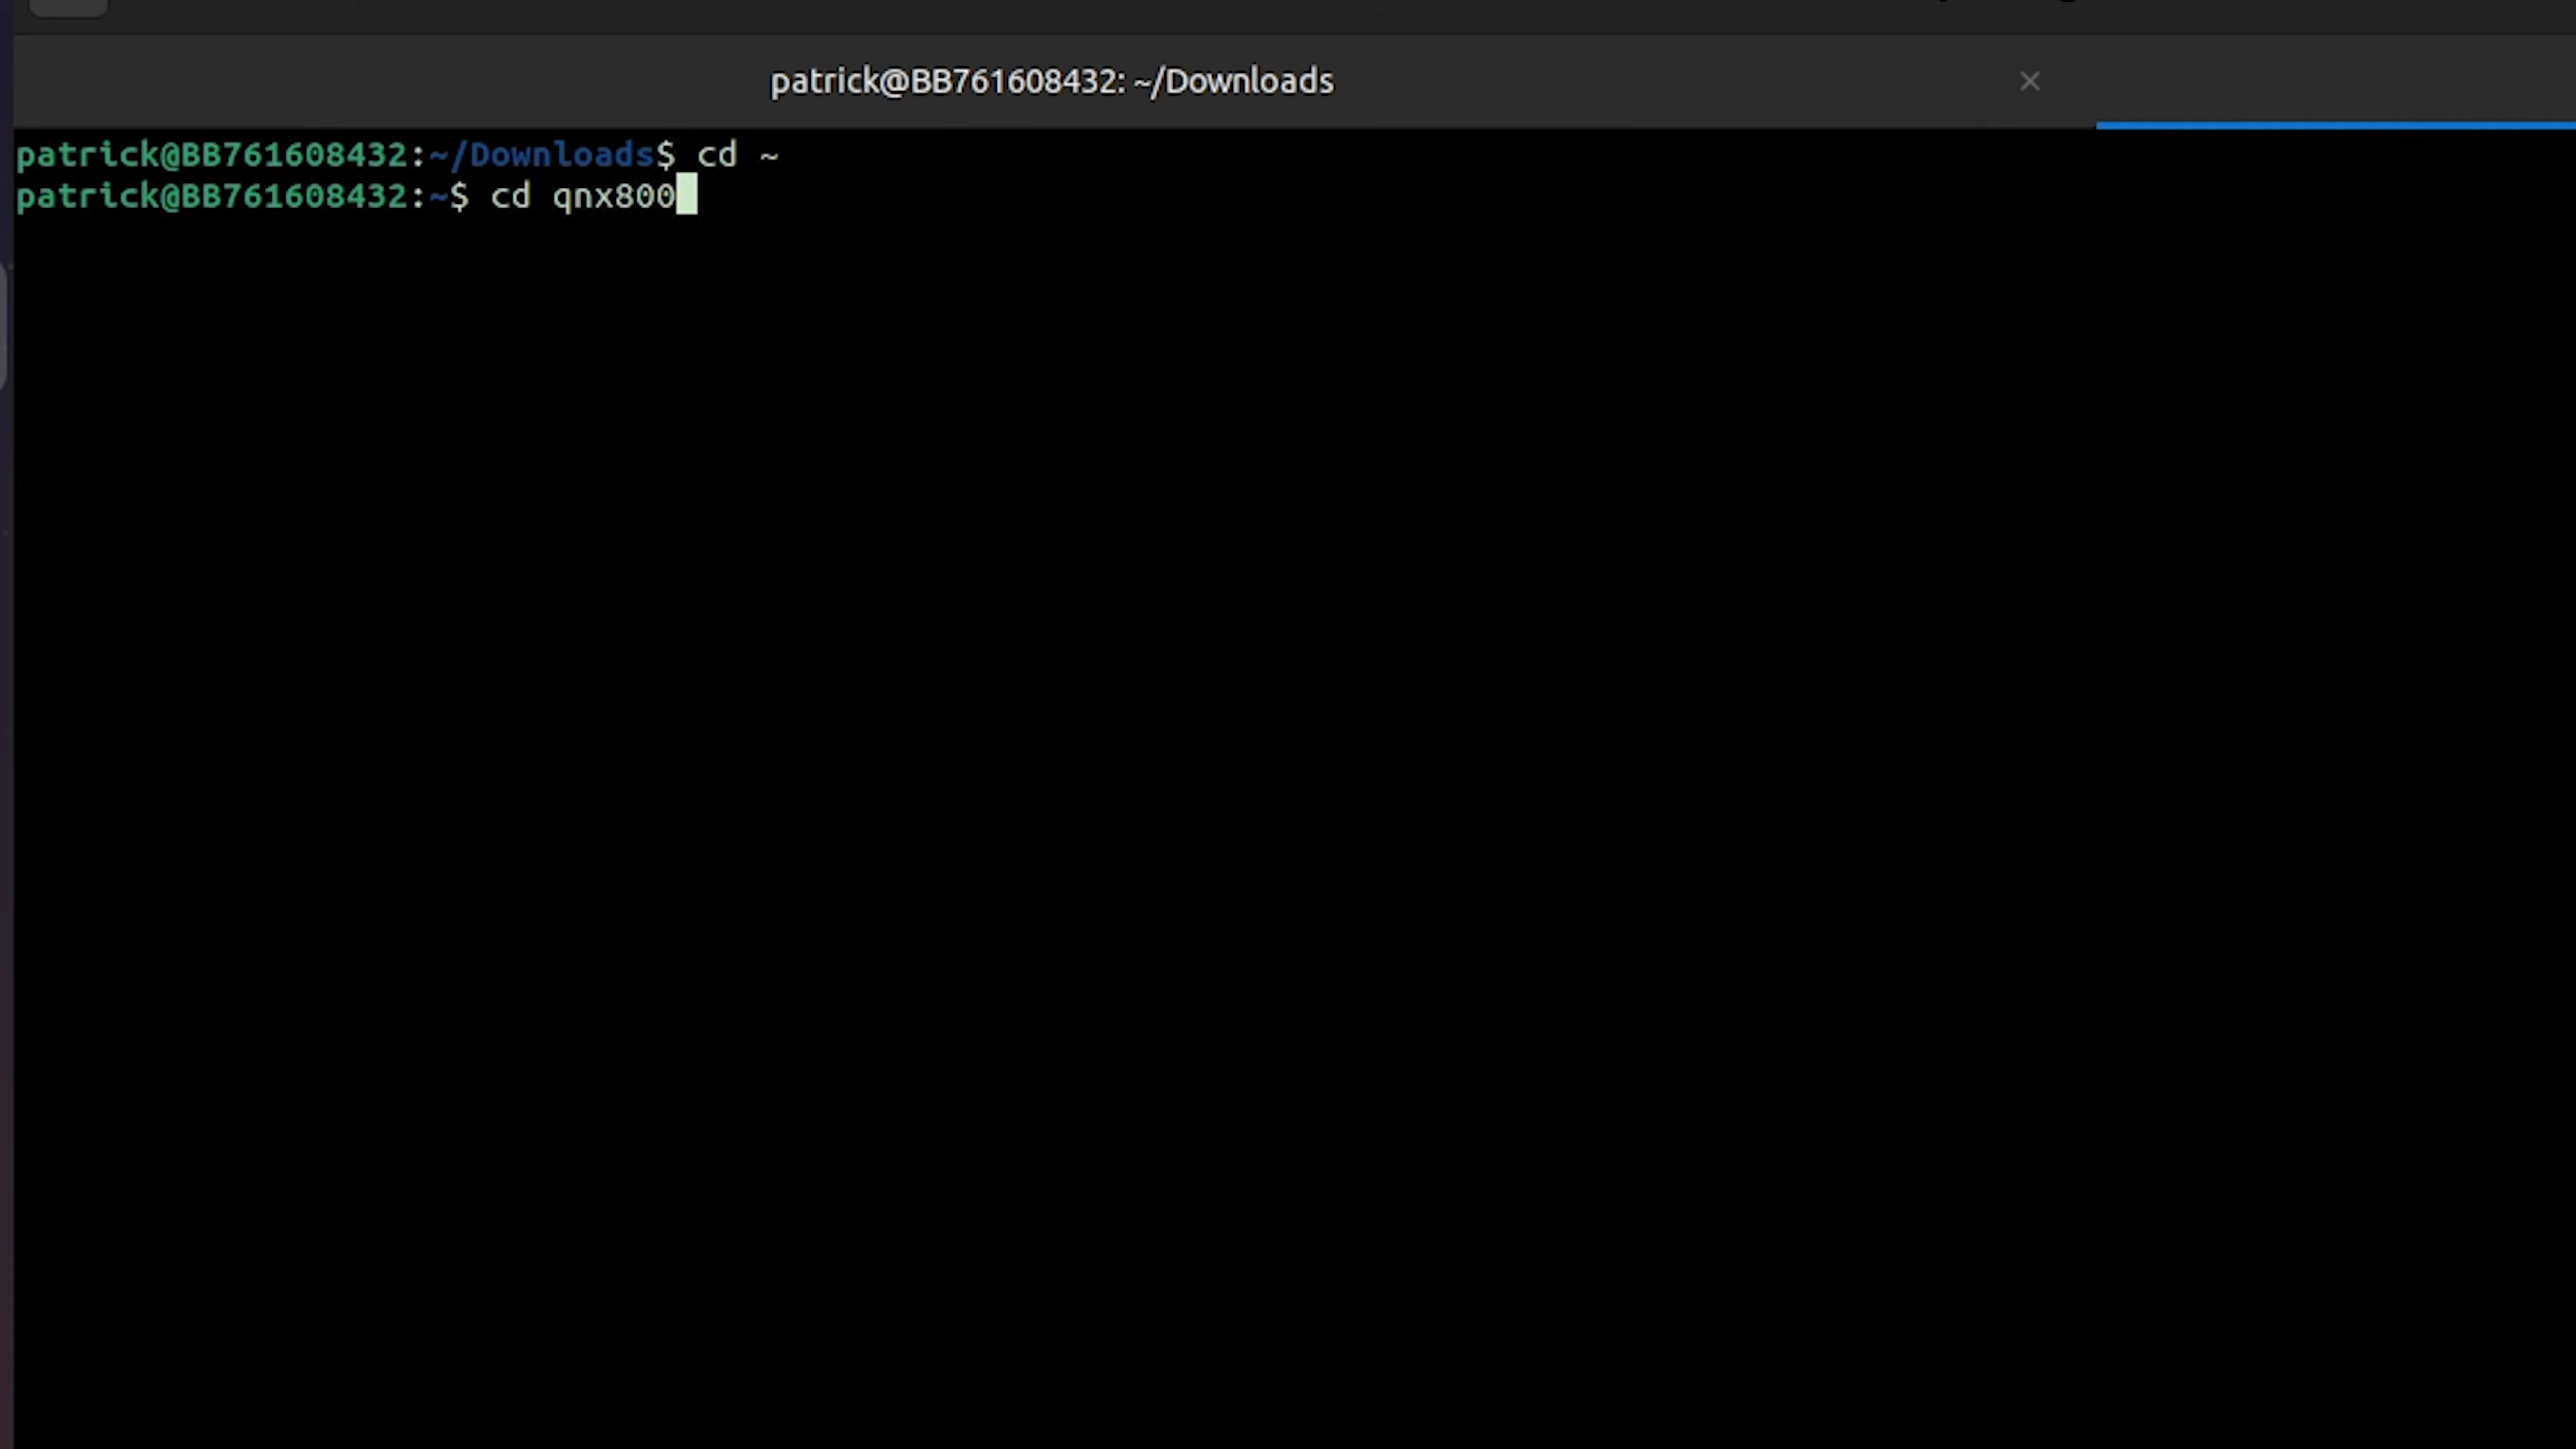 patrick@BB761608432: ~/Downloads
patrick@BB761608432:~/Downloads$ cd ~
patrick@BB761608432:~$ cd qnx800